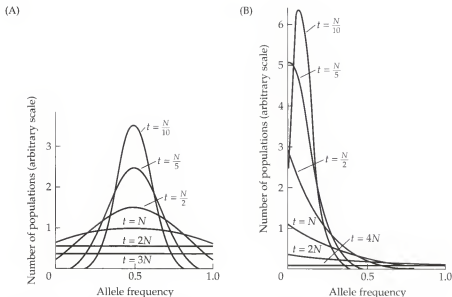 (A)
Number of populations (arbitrary scale)
3
2
1
t = N/10
t = N/5
t = N/2
t = N
t = 2N
t = 3N
0
0.5
1.0
Allele frequency
(B)
Number of populations (arbitrary scale)
6
5
4
3
2
1
t = N/10
t = N/5
t = N/2
t = N
t = 2N
t = 4N
0
0.5
1.0
Allele frequency